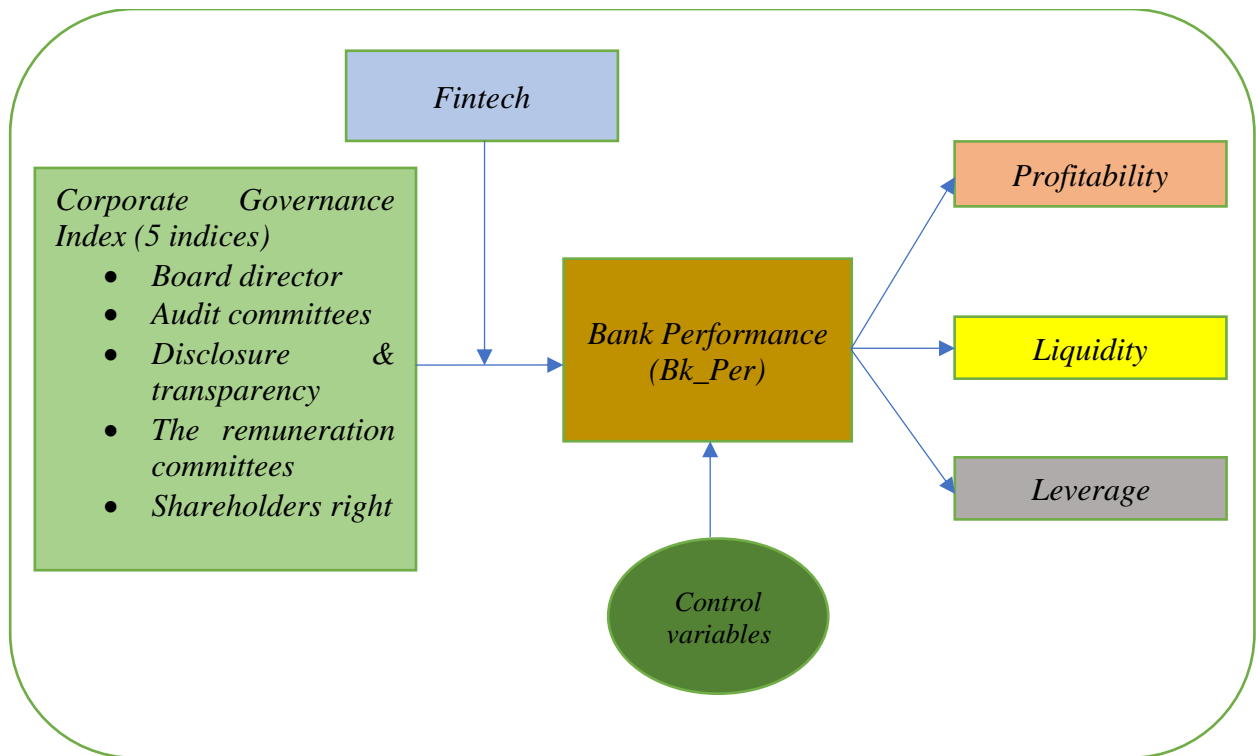 Fintech
Corporate Governance
Index (5 indices)
• Board director
• Audit committees
• Disclosure &
transparency
• The remuneration
committees
• Shareholders right
Bank Performance
(Bk_Per)
Profitability
Liquidity
Leverage
Control
variables